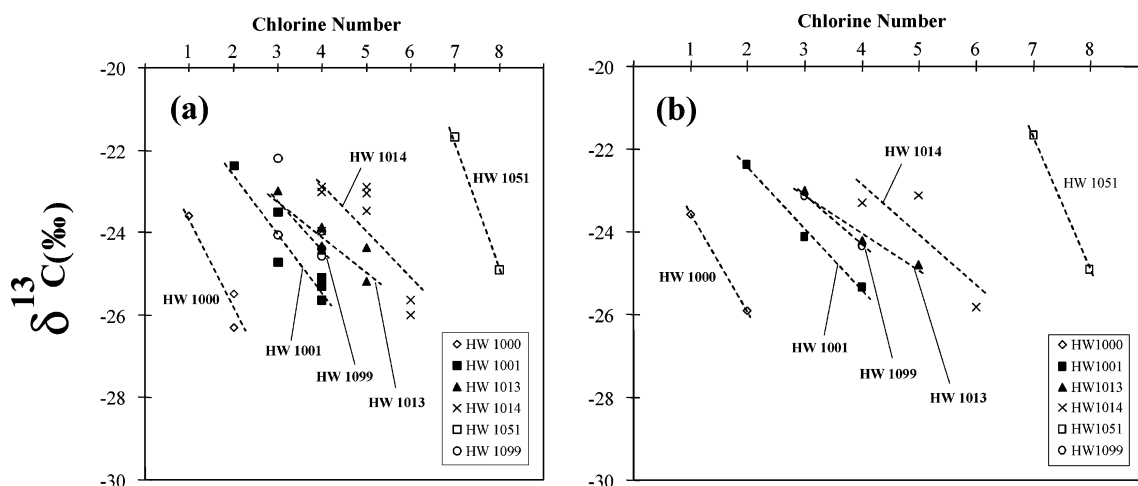 Chlorine Number
1 2 3 4 5 6 7 8
δ¹³C(‰)
-20
-22
-24
-26
-28
-30
(a)
HW 1014
HW 1051
HW 1000
HW 1001
HW 1099
HW 1013
HW 1000
HW 1001
HW 1013
HW 1014
HW 1051
HW 1099
Chlorine Number
1 2 3 4 5 6 7 8
-20
-22
-24
-26
-28
-30
(b)
HW 1014
HW 1051
HW 1000
HW 1001
HW 1099
HW 1013
HW1000
HW1001
HW1013
HW1014
HW1051
HW1099